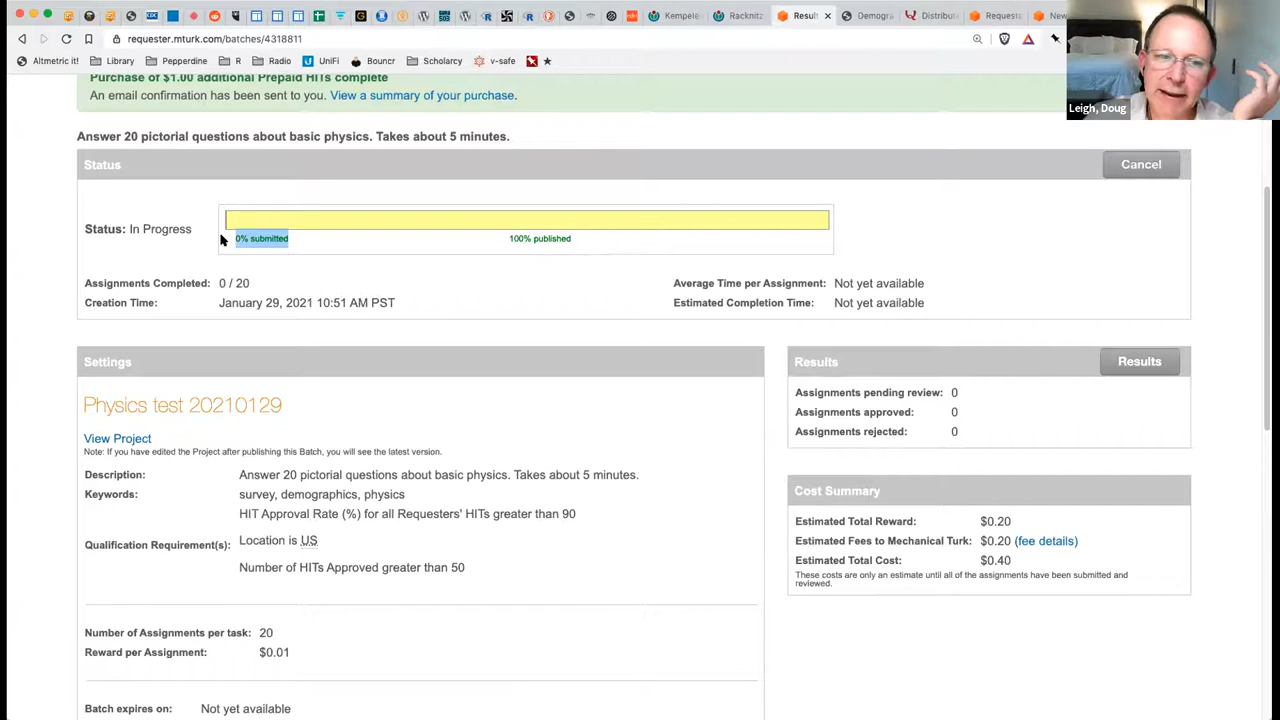 Kempele
Racknitz
Result ×
Demogra
Distribut
Requeste
New
requester.mturk.com/batches/4318811
Altmetric it! Library Pepperdine R Radio UniFi Bouncr Scholarcy v-safe
Purchase of $1.00 additional Prepaid HITs complete
An email confirmation has been sent to you. View a summary of your purchase.
Leigh, Doug
Answer 20 pictorial questions about basic physics. Takes about 5 minutes.
Status
Cancel
Status: In Progress
0% submitted 100% published
Assignments Completed: 0 / 20 Average Time per Assignment: Not yet available
Creation Time: January 29, 2021 10:51 AM PST Estimated Completion Time: Not yet available
Settings
Physics test 20210129
View Project
Note: If you have edited the Project after publishing this Batch, you will see the latest version.
Description: Answer 20 pictorial questions about basic physics. Takes about 5 minutes.
Keywords: survey, demographics, physics
HIT Approval Rate (%) for all Requesters' HITs greater than 90
Qualification Requirement(s): Location is US
Number of HITs Approved greater than 50
Number of Assignments per task: 20
Reward per Assignment: $0.01
Batch expires on: Not yet available
Results
Results
Assignments pending review: 0
Assignments approved: 0
Assignments rejected: 0
Cost Summary
Estimated Total Reward: $0.20
Estimated Fees to Mechanical Turk: $0.20 (fee details)
Estimated Total Cost: $0.40
These costs are only an estimate until all of the assignments have been submitted and
reviewed.